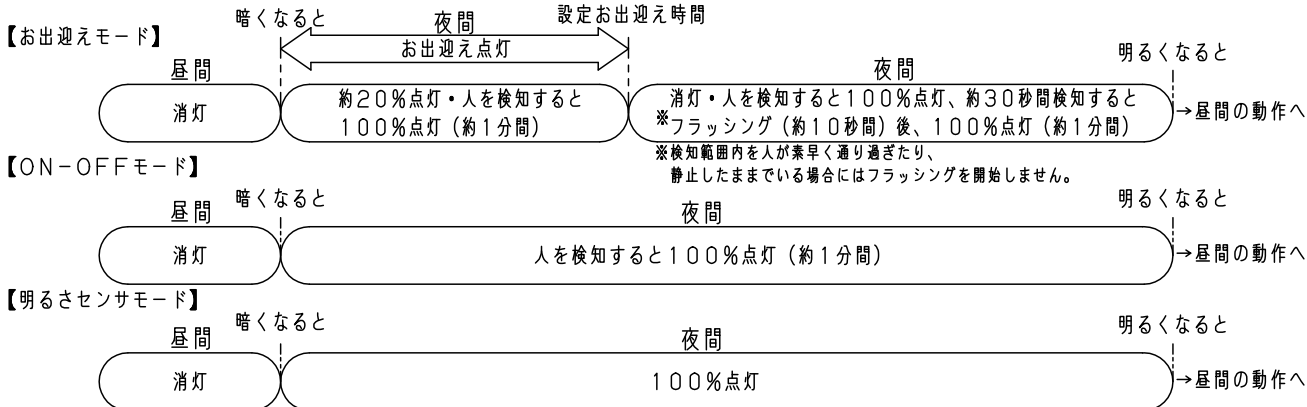 【お出迎えモード】
暗くなると
夜間
設定お出迎え時間
お出迎え点灯
明るくなると
昼間
夜間
消灯
約20%点灯・人を検知すると
100%点灯（約1分間）
消灯・人を検知すると100%点灯、約30秒間検知すると
※フラッシング（約10秒間）後、100%点灯（約1分間）
→昼間の動作へ
※検知範囲内を人が素早く通り過ぎたり、
静止したままでいる場合にはフラッシングを開始しません。
【ON−OFFモード】
昼間
暗くなると
夜間
明るくなると
消灯
人を検知すると100%点灯（約1分間）
→昼間の動作へ
【明るさセンサモード】
昼間
暗くなると
夜間
明るくなると
消灯
100%点灯
→昼間の動作へ